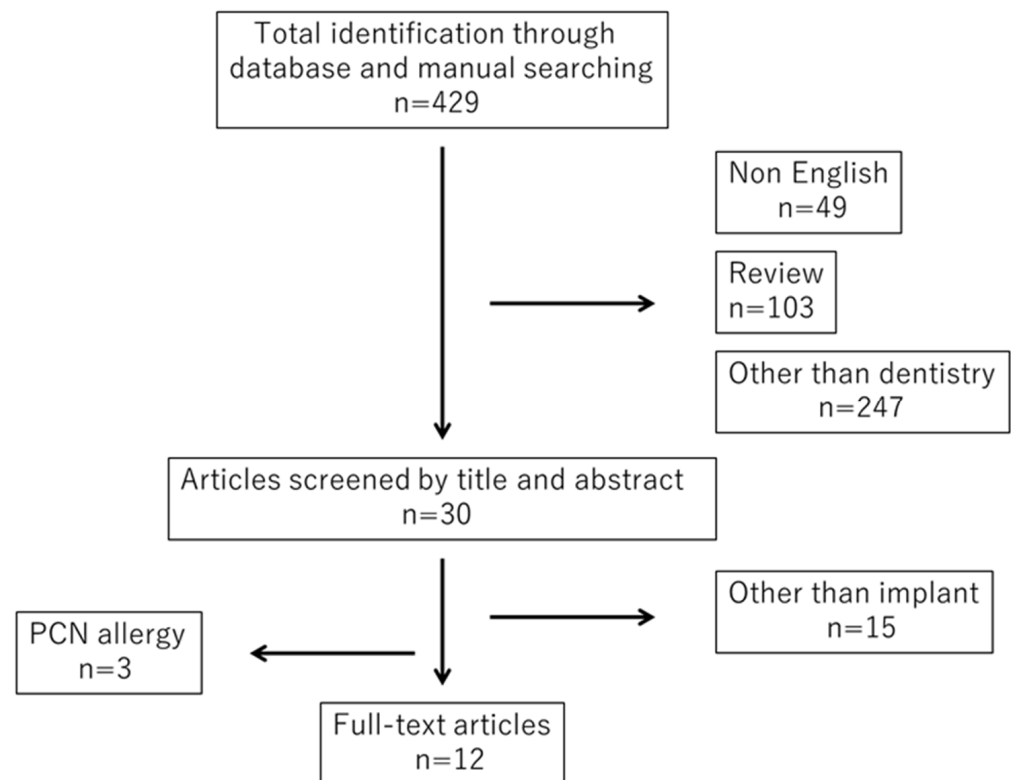 Total identification through
database and manual searching
n=429
Non English
n=49
Review
n=103
Other than dentistry
n=247
Articles screened by title and abstract
n=30
Other than implant
n=15
PCN allergy
n=3
Full-text articles
n=12